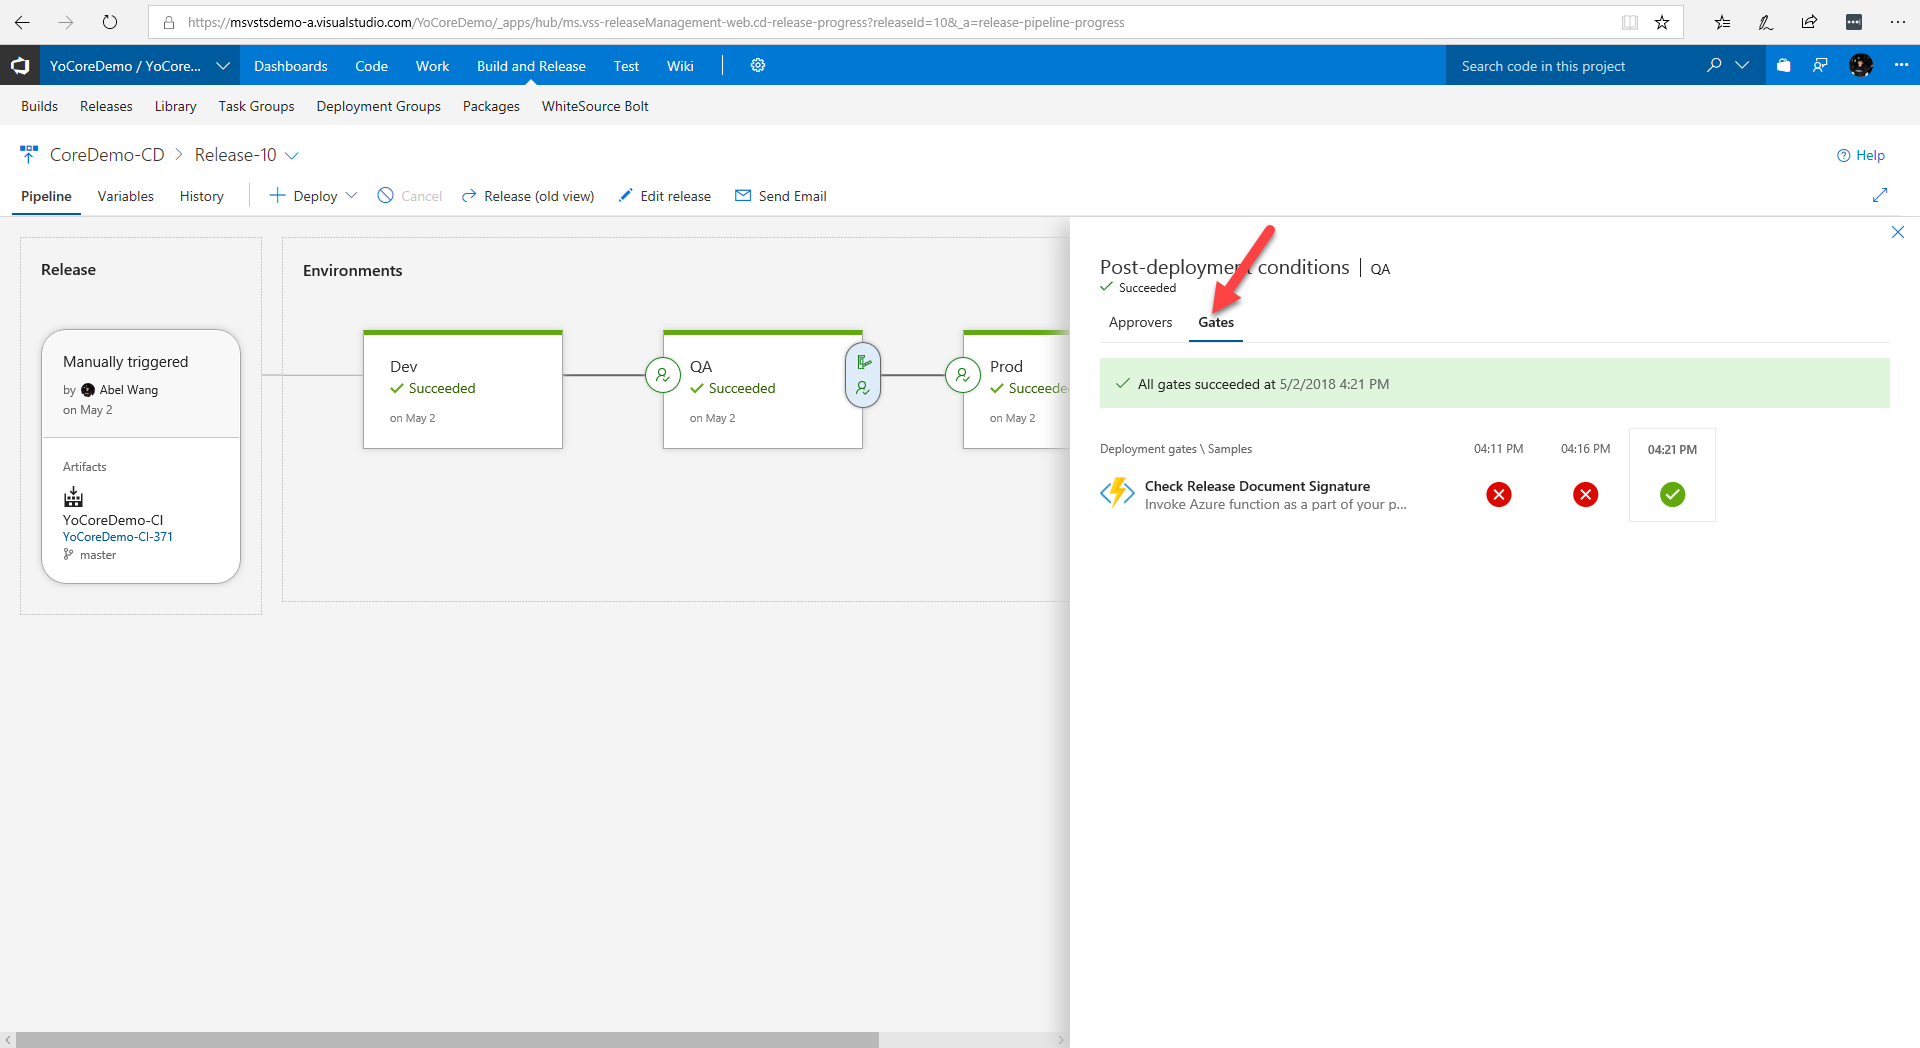 https://msvstsdemo-a.visualstudio.com/YoCoreDemo/_apps/hub/ms.vss-releaseManagement-web.cd-release-progress?releaseId=10&_a=release-pipeline-progress
YoCoreDemo / YoCore... Dashboards Code Work Build and Release Test Wiki Search code in this project
Builds Releases Library Task Groups Deployment Groups Packages WhiteSource Bolt
CoreDemo-CD > Release-10 Help
Pipeline Variables History Deploy Cancel Release (old view) Edit release Send Email
Release
Manually triggered
by Abel Wang
on May 2
Artifacts
YoCoreDemo-CI
YoCoreDemo-CI-371
master
Environments
Dev
Succeeded
on May 2
QA
Succeeded
on May 2
Prod
Succeede
on May 2
Post-deployment conditions | QA
Succeeded
Approvers Gates
All gates succeeded at 5/2/2018 4:21 PM
Deployment gates \ Samples 04:11 PM 04:16 PM 04:21 PM
Check Release Document Signature
Invoke Azure function as a part of your p...